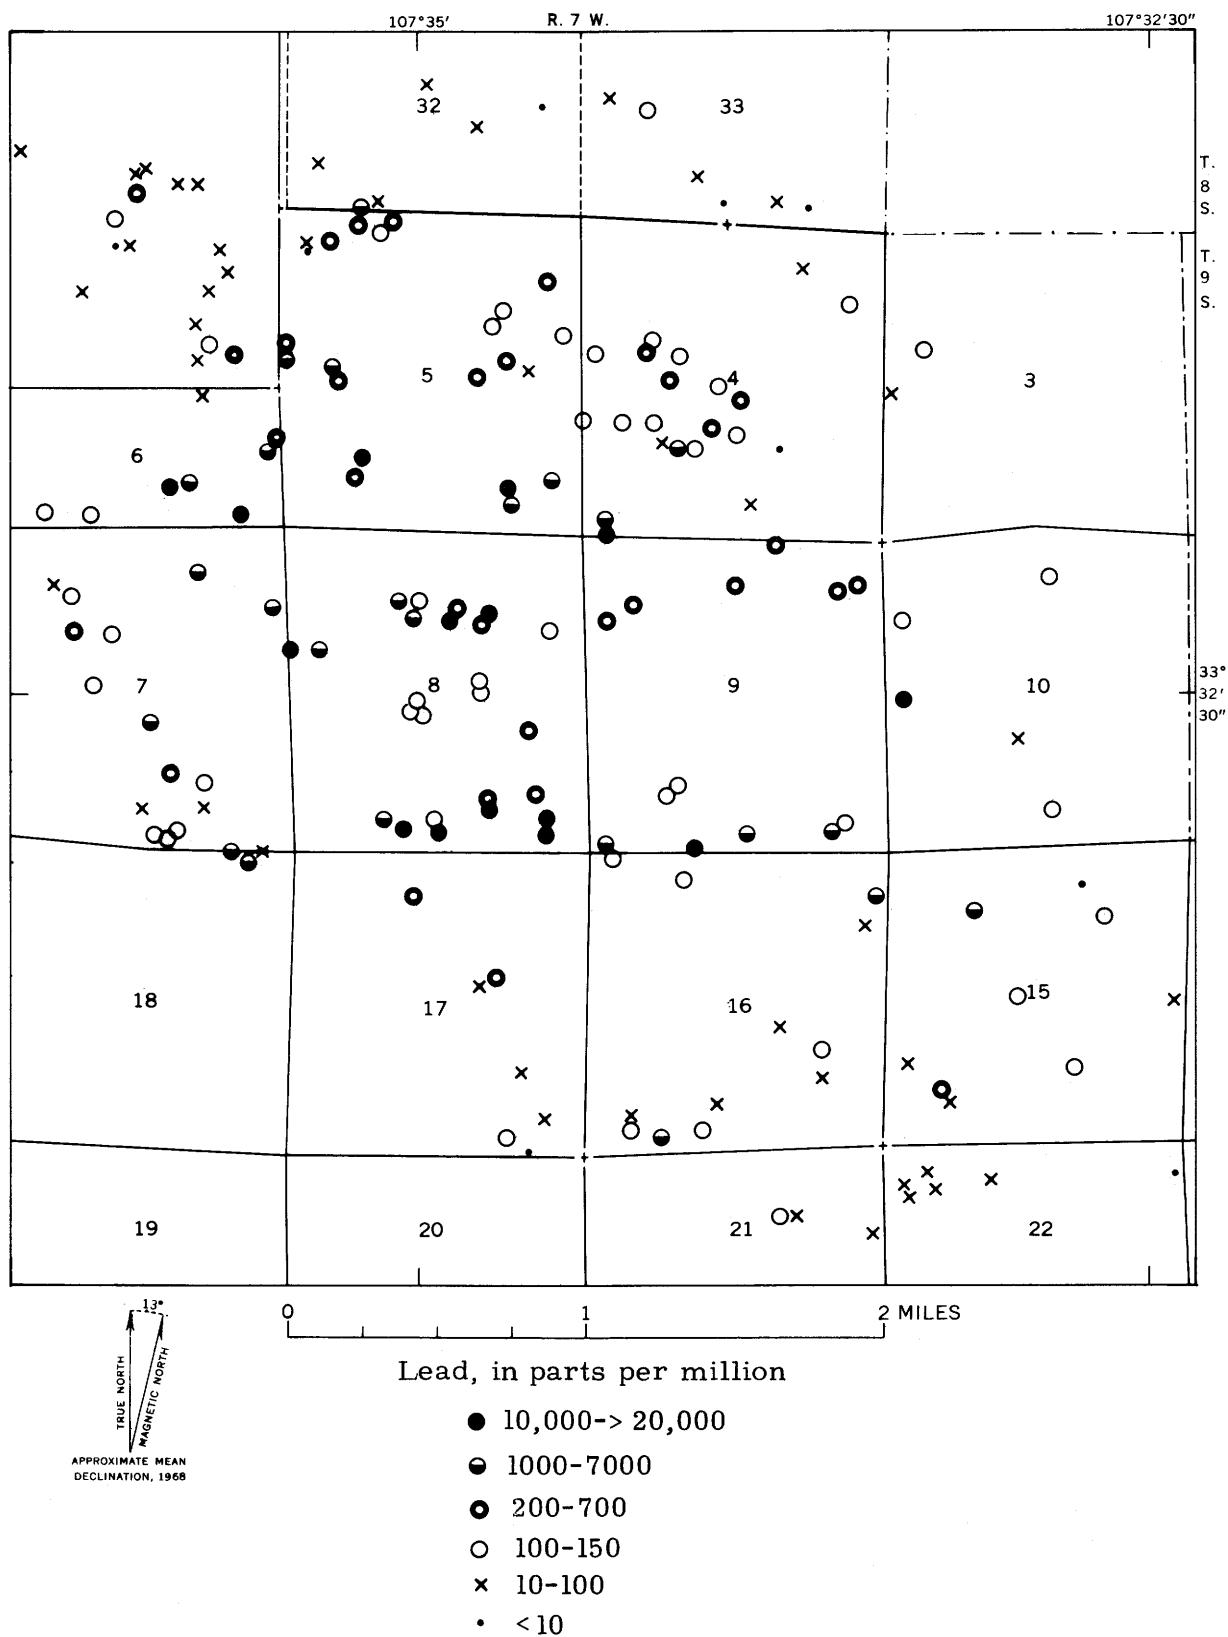 107°35′ R. 7 W. 107°32′30″
32 33
T.
8
S.
T.
9
S.
5 4 3
6
7 8 9 10
33°
32′
30″
18 17 16 15
19 20 21 22
13°
TRUE NORTH
MAGNETIC NORTH
APPROXIMATE MEAN
DECLINATION, 1968
0 1 2 MILES
Lead, in parts per million
10,000-> 20,000
1000-7000
200-700
100-150
10-100
<10